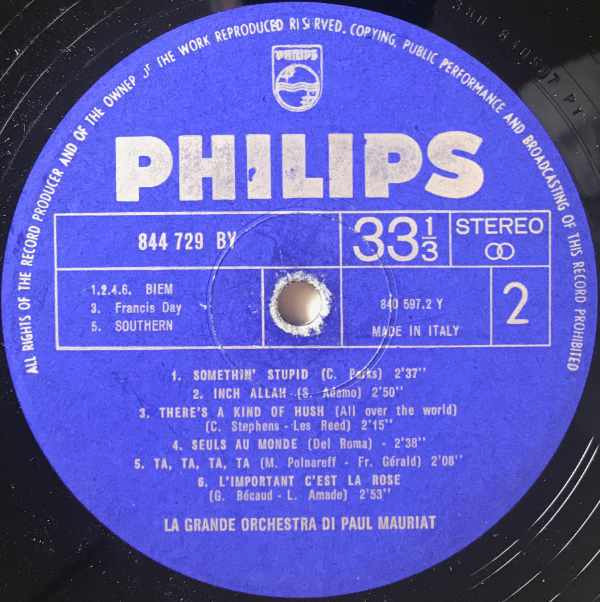 ALL RIGHTS OF THE RECORD PRODUCER AND OF THE OWNER OF THE WORK REPRODUCED RESERVED. COPYING, PUBLIC PERFORMANCE AND BROADCASTING OF THIS RECORD PROHIBITED
PHILIPS
PHILIPS
844 729 BY
33 1/3
STEREO
1.2.4.6. BIEM
3. Francis Day
5. SOUTHERN
840 597.2 Y
MADE IN ITALY
2
1. SOMETHIN' STUPID (C. Parks) 2'37''
2. INCH ALLAH (S. Adamo) 2'50''
3. THERE'S A KIND OF HUSH (All over the world)
(C. Stephens - Les Reed) 2'15''
4. SEULS AU MONDE (Del Roma) - 2'38''
5. TA, TA, TA, TA (M. Polnareff - Fr. Gérald) 2'08''
6. L'IMPORTANT C'EST LA ROSE
(G. Bécaud - L. Amade) 2'53''
LA GRANDE ORCHESTRA DI PAUL MAURIAT